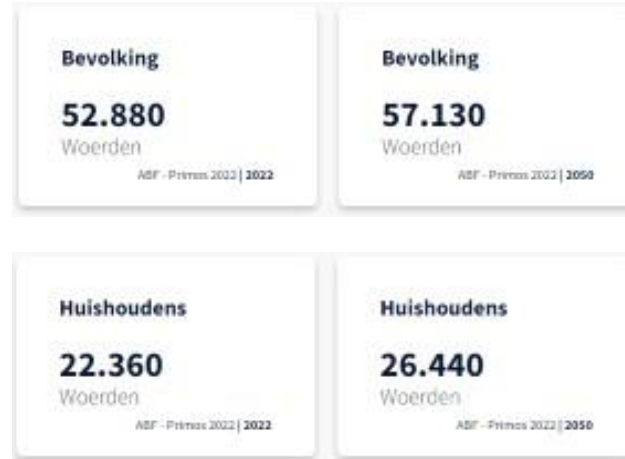 Bevolking
52.880
Woerden
ABF - Primos 2022 | 2022
Bevolking
57.130
Woerden
ABF - Primos 2022 | 2050
Huishoudens
22.360
Woerden
ABF - Primos 2022 | 2022
Huishoudens
26.440
Woerden
ABF - Primos 2022 | 2050